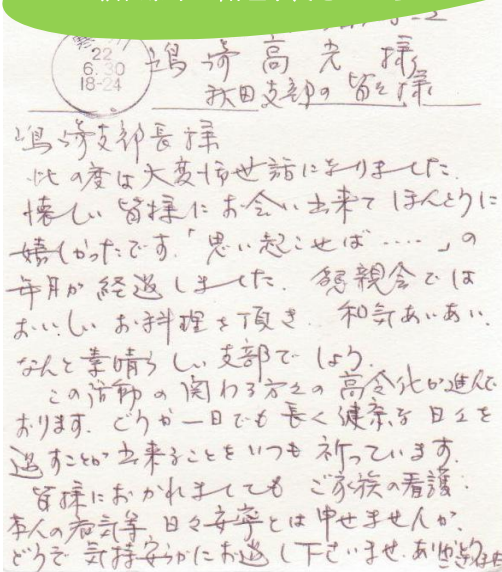 22
6.30
18-24
嶋﨑高光様
秋田支部の皆々様
嶋﨑支部長様
此の度は大変御世話になりました。
懐しい皆様にお会い出来てほんとうに
嬉しかったです。「思い起こせば……」の
年月が経過しました。懇親会では
おいしいお料理を頂き、和気あいあい、
なんと素晴らしい支部でしょう。
この活動の関わる方々の高令化が進んで
おります。どうか一日でも長く健康な日々を
過すことが出来ることをいつも祈っています。
皆様におかれましても ご家族の看護・
本人の病気等 日々安寧とは申せませんが、
どうぞ気持安らかにお過し下さいませ。